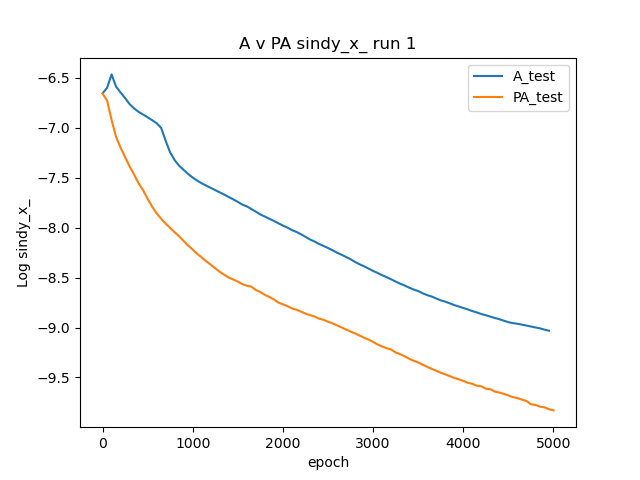 A v PA sindy_x_ run 1
A_test
PA_test
Log sindy_x_
−6.5
−7.0
−7.5
−8.0
−8.5
−9.0
−9.5
0 1000 2000 3000 4000 5000
epoch